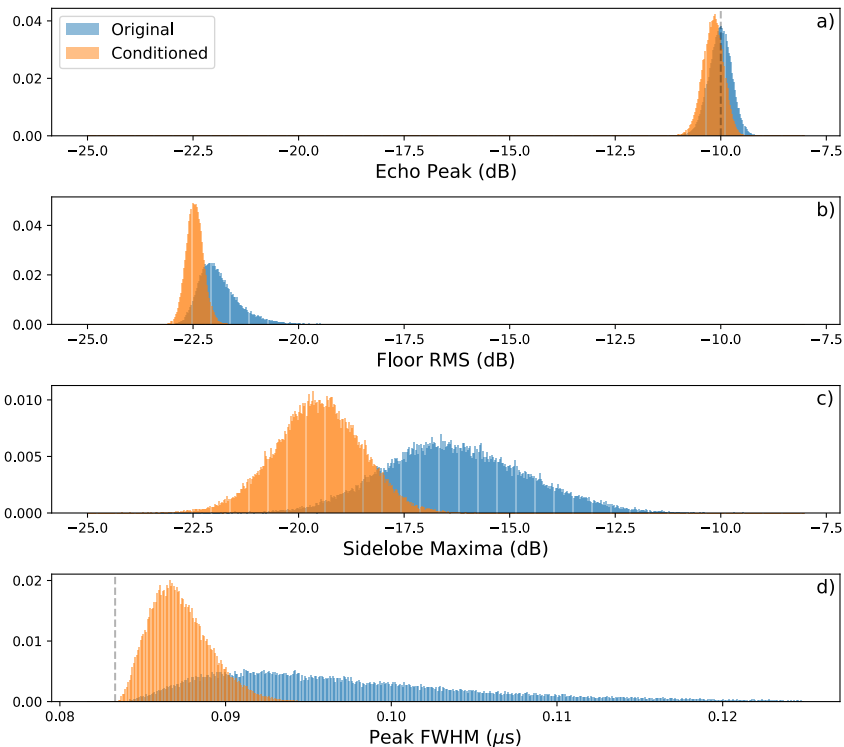 a)
Original
Conditioned
0.04
0.02
0.00
−25.0 −22.5 −20.0 −17.5 −15.0 −12.5 −10.0 −7.5
Echo Peak (dB)
b)
0.04
0.02
0.00
−25.0 −22.5 −20.0 −17.5 −15.0 −12.5 −10.0 −7.5
Floor RMS (dB)
c)
0.010
0.005
0.000
−25.0 −22.5 −20.0 −17.5 −15.0 −12.5 −10.0 −7.5
Sidelobe Maxima (dB)
d)
0.02
0.01
0.00
0.08 0.09 0.10 0.11 0.12
Peak FWHM (μs)